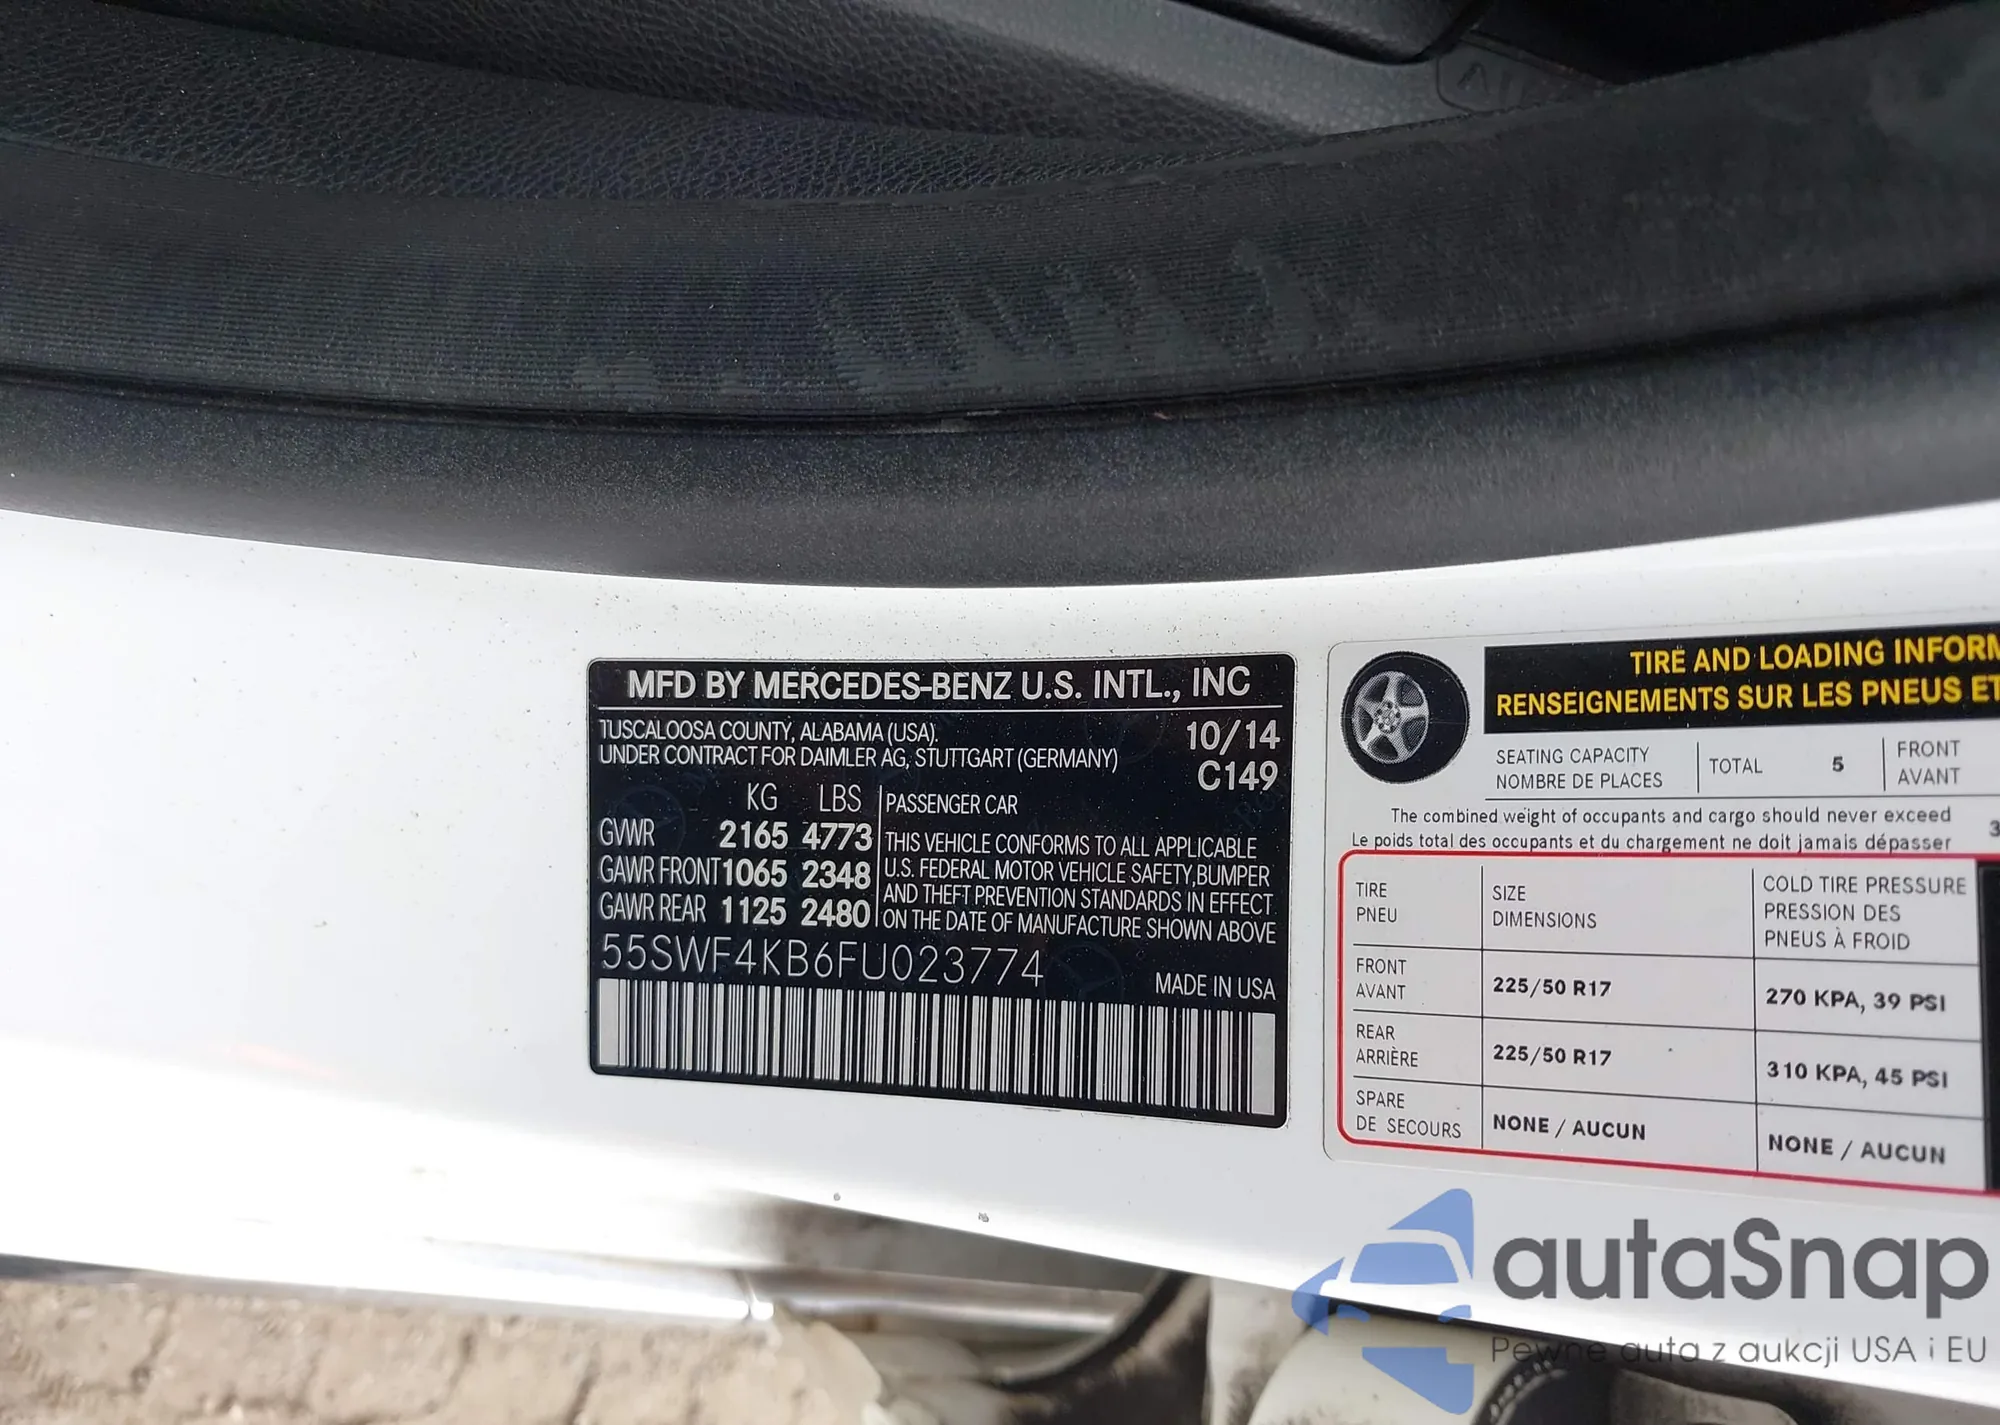 MFD BY MERCEDES-BENZ U.S. INTL., INC
TUSCALOOSA COUNTY, ALABAMA (USA).
UNDER CONTRACT FOR DAIMLER AG, STUTTGART (GERMANY)
10/14
C149
KG LBS
GVWR 2165 4773
GAWR FRONT 1065 2348
GAWR REAR 1125 2480
PASSENGER CAR
THIS VEHICLE CONFORMS TO ALL APPLICABLE
U.S. FEDERAL MOTOR VEHICLE SAFETY, BUMPER
AND THEFT PREVENTION STANDARDS IN EFFECT
ON THE DATE OF MANUFACTURE SHOWN ABOVE
55SWF4KB6FU023774
MADE IN USA
TIRE AND LOADING INFORM
RENSEIGNEMENTS SUR LES PNEUS ET
SEATING CAPACITY
NOMBRE DE PLACES
TOTAL 5
FRONT
AVANT
The combined weight of occupants and cargo should never exceed
Le poids total des occupants et du chargement ne doit jamais dépasser
TIRE
PNEU
SIZE
DIMENSIONS
COLD TIRE PRESSURE
PRESSION DES
PNEUS À FROID
FRONT
AVANT
225/50 R17
270 KPA, 39 PSI
REAR
ARRIÈRE
225/50 R17
310 KPA, 45 PSI
SPARE
DE SECOURS
NONE / AUCUN
NONE / AUCUN
autaSnap
Pewne auta z aukcji USA i EU